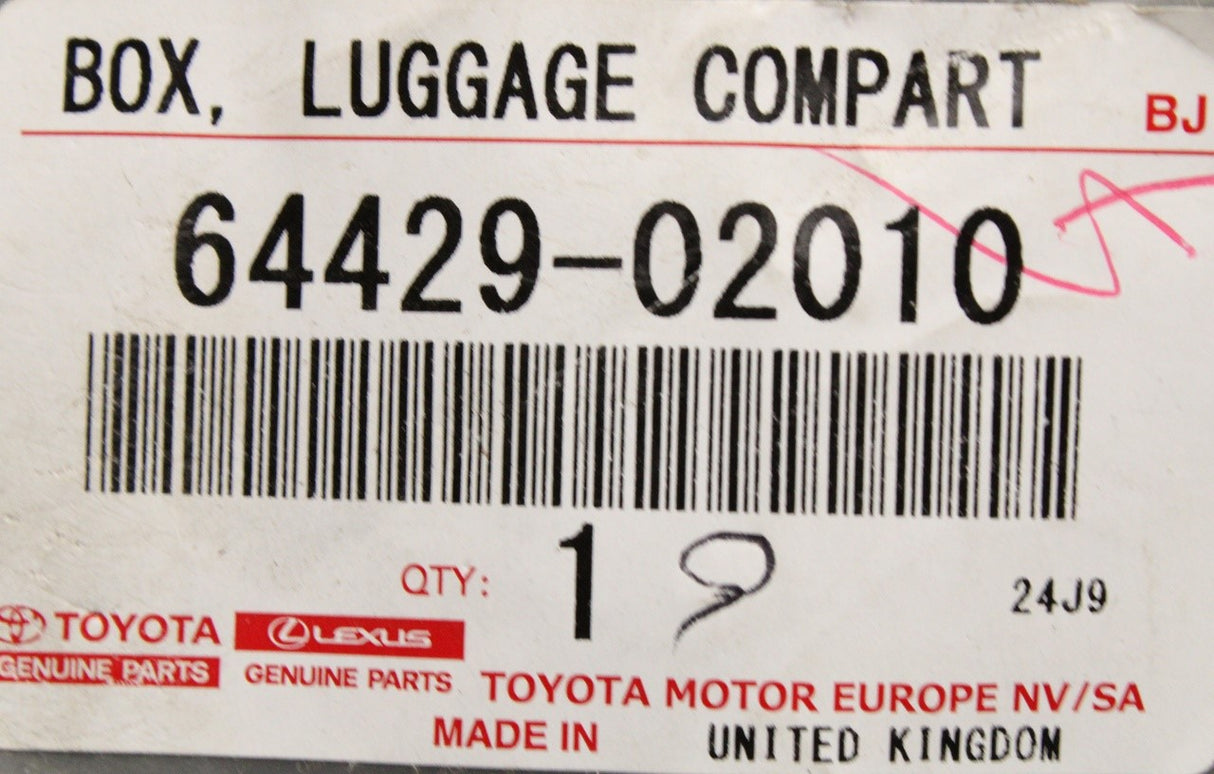 BOX, LUGGAGE COMPART BJ
64429-02010
QTY: 1 9
24J9
TOYOTA LEXUS
GENUINE PARTS GENUINE PARTS
TOYOTA MOTOR EUROPE NV/SA
MADE IN UNITED KINGDOM